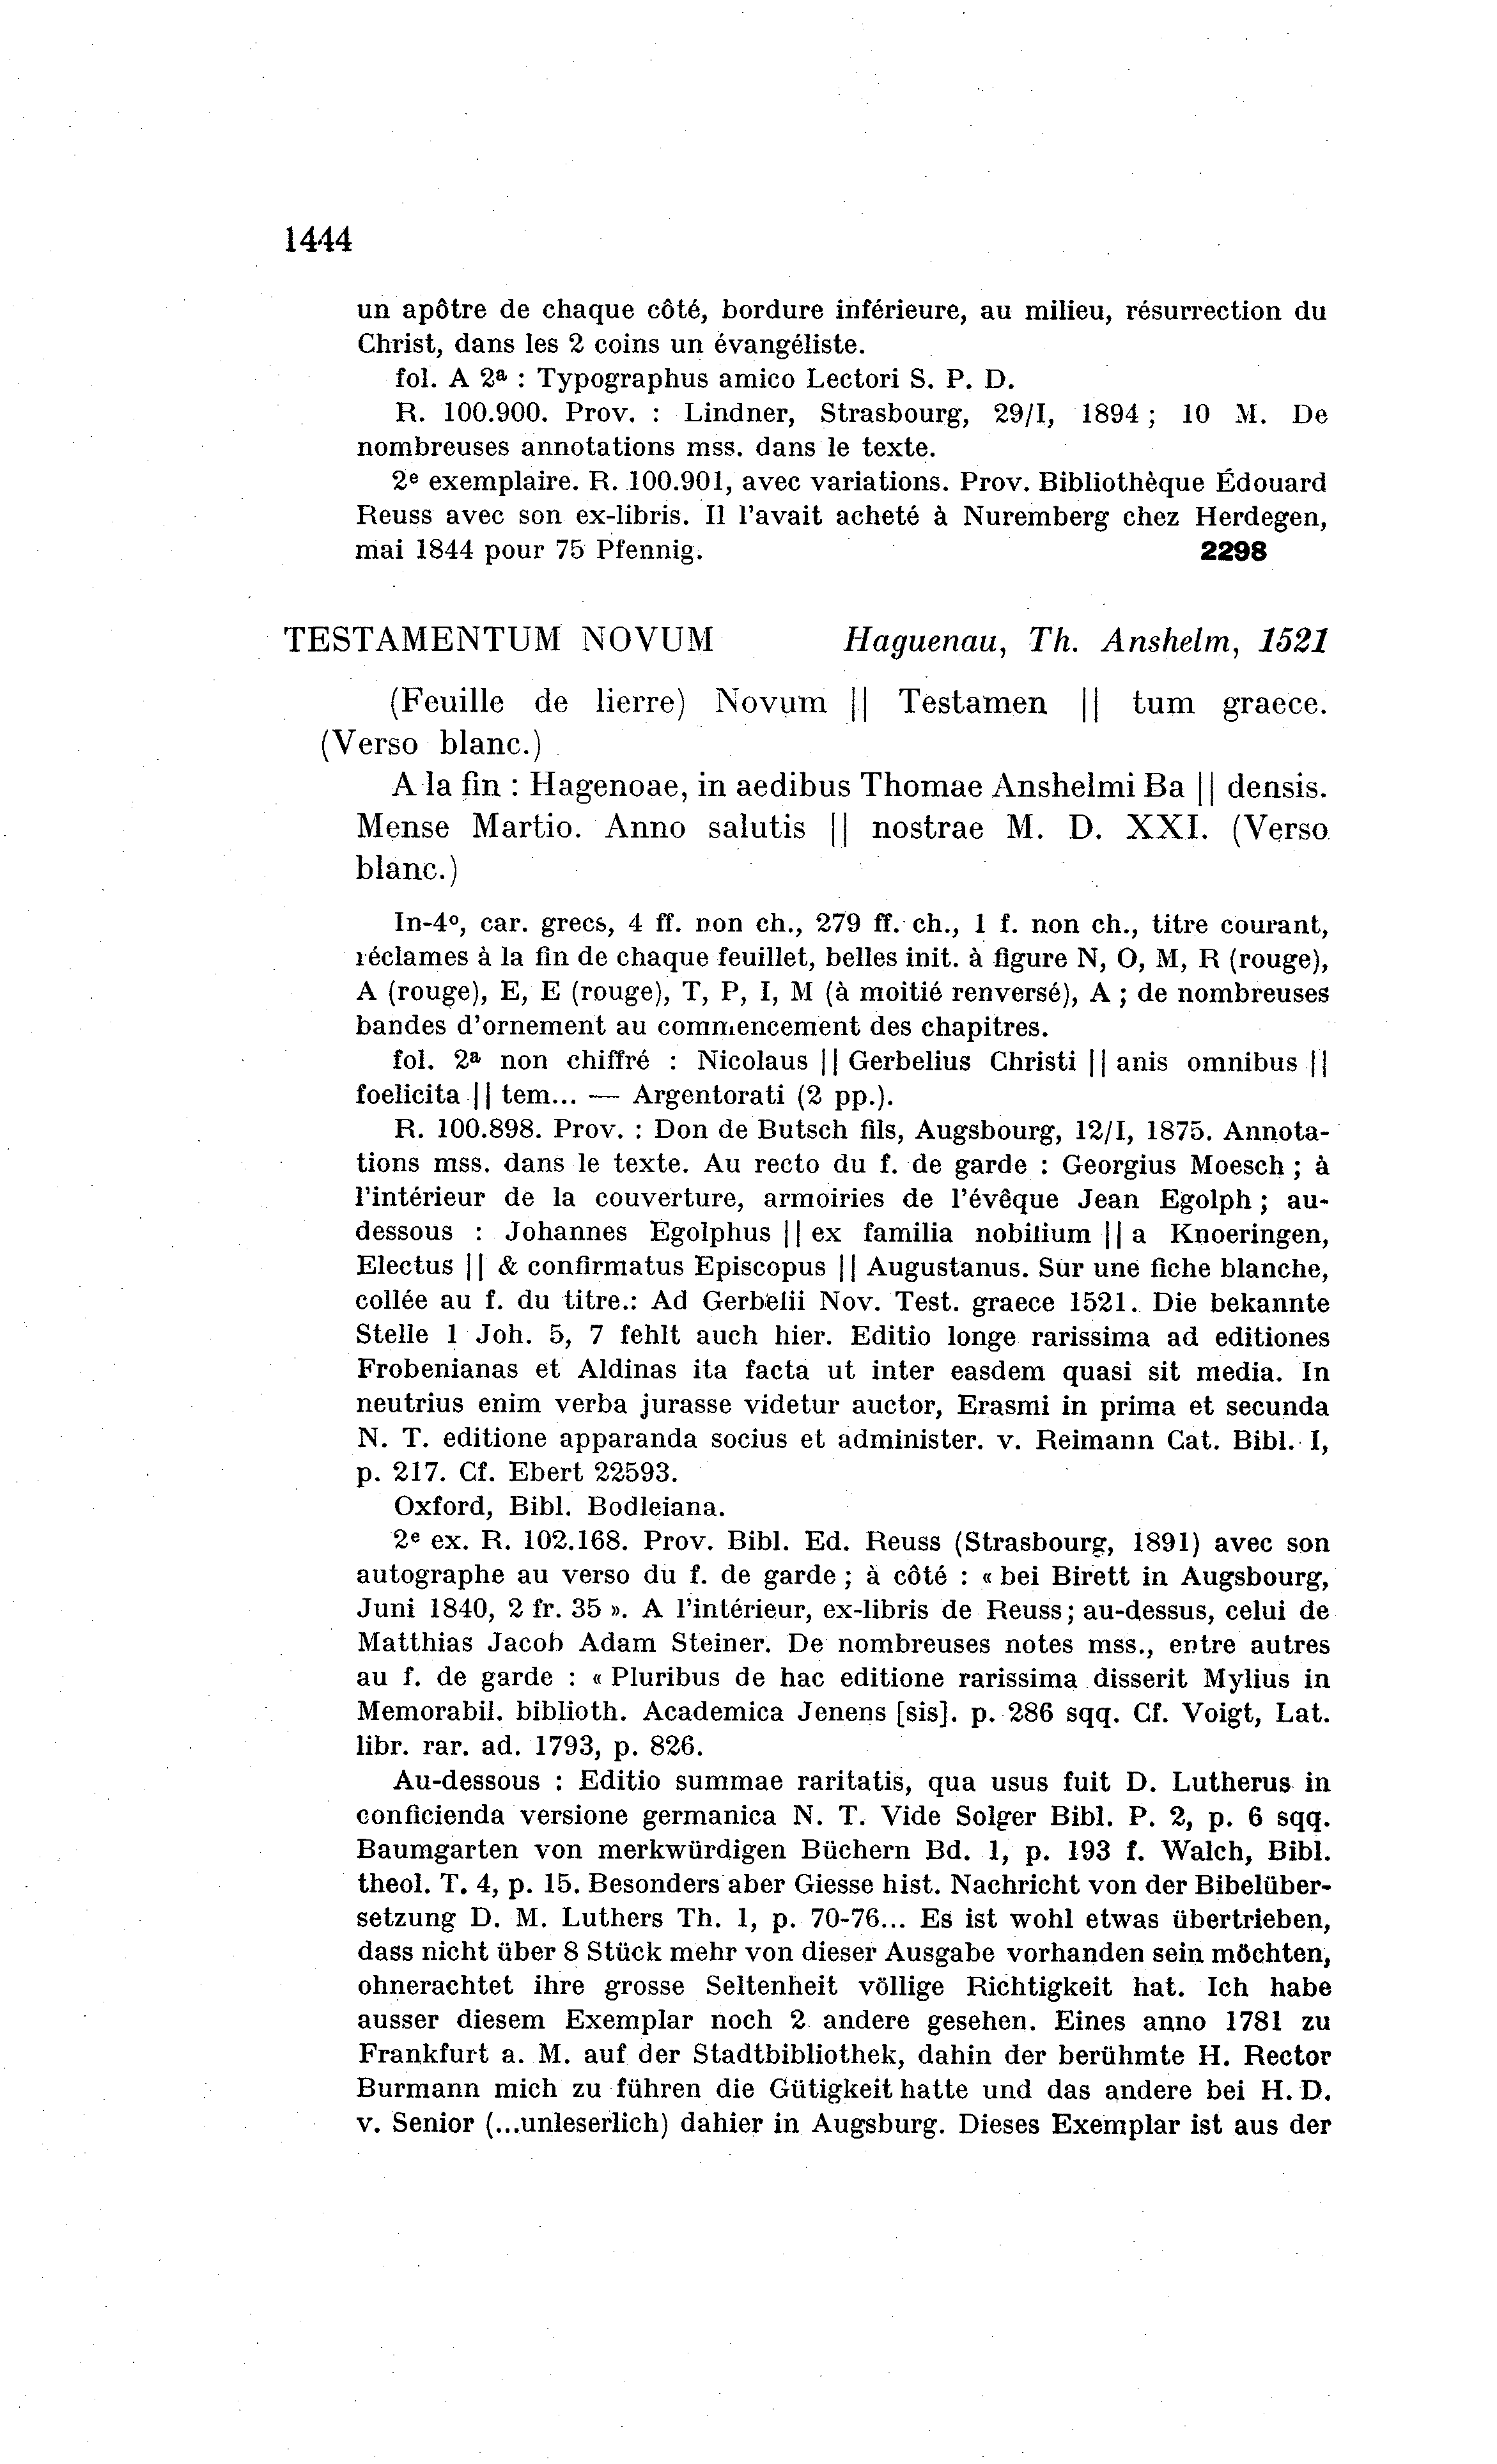 1444
un apôtre de chaque côté, bordure inférieure, au milieu, résurrection du
Christ, dans les 2 coins un évangéliste.
fol. A 2ª : Typographus amico Lectori S. P. D.
R. 100.900. Prov. : Lindner, Strasbourg, 29/I, 1894 ; 10 M. De
nombreuses annotations mss. dans le texte.
2e exemplaire. R. 100.901, avec variations. Prov. Bibliothèque Édouard
Reuss avec son ex-libris. Il l'avait acheté à Nuremberg chez Herdegen,
mai 1844 pour 75 Pfennig. 2298
TESTAMENTUM NOVUM Haguenau, Th. Anshelm, 1521
(Feuille de lierre) Novum || Testamen || tum graece.
(Verso blanc.)
A la fin : Hagenoae, in aedibus Thomae Anshelmi Ba || densis.
Mense Martio. Anno salutis || nostrae M. D. XXI. (Verso
blanc.)
In-4º, car. grecs, 4 ff. non ch., 279 ff. ch., 1 f. non ch., titre courant,
réclames à la fin de chaque feuillet, belles init. à figure N, O, M, R (rouge),
A (rouge), E, E (rouge), T, P, I, M (à moitié renversé), A ; de nombreuses
bandes d'ornement au commencement des chapitres.
fol. 2ª non chiffré : Nicolaus || Gerbelius Christi || anis omnibus ||
foelicita || tem... — Argentorati (2 pp.).
R. 100.898. Prov. : Don de Butsch fils, Augsbourg, 12/I, 1875. Annota-
tions mss. dans le texte. Au recto du f. de garde : Georgius Moesch ; à
l'intérieur de la couverture, armoiries de l'évêque Jean Egolph ; au-
dessous : Johannes Egolphus || ex familia nobilium || a Knoeringen,
Electus || & confirmatus Episcopus || Augustanus. Sur une fiche blanche,
collée au f. du titre.: Ad Gerbelii Nov. Test. graece 1521. Die bekannte
Stelle 1 Joh. 5, 7 fehlt auch hier. Editio longe rarissima ad editiones
Frobenianas et Aldinas ita facta ut inter easdem quasi sit media. In
neutrius enim verba jurasse videtur auctor, Erasmi in prima et secunda
N. T. editione apparanda socius et administer. v. Reimann Cat. Bibl. I,
p. 217. Cf. Ebert 22593.
Oxford, Bibl. Bodleiana.
2e ex. R. 102.168. Prov. Bibl. Ed. Reuss (Strasbourg, 1891) avec son
autographe au verso du f. de garde ; à côté : « bei Birett in Augsbourg,
Juni 1840, 2 fr. 35 ». A l'intérieur, ex-libris de Reuss; au-dessus, celui de
Matthias Jacob Adam Steiner. De nombreuses notes mss., entre autres
au f. de garde : « Pluribus de hac editione rarissima disserit Mylius in
Memorabil. biblioth. Academica Jenens [sis]. p. 286 sqq. Cf. Voigt, Lat.
libr. rar. ad. 1793, p. 826.
Au-dessous : Editio summae raritatis, qua usus fuit D. Lutherus in
conficienda versione germanica N. T. Vide Solger Bibl. P. 2, p. 6 sqq.
Baumgarten von merkwürdigen Büchern Bd. 1, p. 193 f. Walch, Bibl.
theol. T. 4, p. 15. Besonders aber Giesse hist. Nachricht von der Bibelüber-
setzung D. M. Luthers Th. 1, p. 70-76... Es ist wohl etwas übertrieben,
dass nicht über 8 Stück mehr von dieser Ausgabe vorhanden sein möchten,
ohnerachtet ihre grosse Seltenheit völlige Richtigkeit hat. Ich habe
ausser diesem Exemplar noch 2 andere gesehen. Eines anno 1781 zu
Frankfurt a. M. auf der Stadtbibliothek, dahin der berühmte H. Rector
Burmann mich zu führen die Gütigkeit hatte und das andere bei H. D.
v. Senior (...unleserlich) dahier in Augsburg. Dieses Exemplar ist aus der